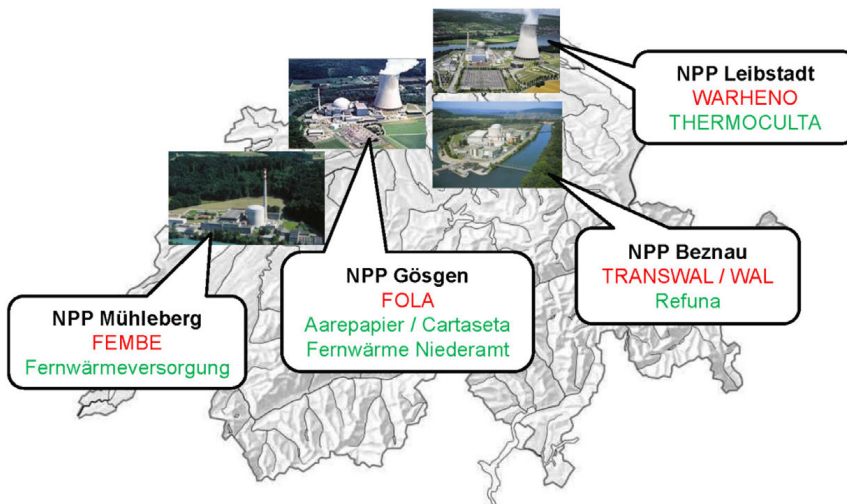 NPP Leibstadt
WARHENO
THERMOCULTA
NPP Beznau
TRANSWAL / WAL
Refuna
NPP Gösgen
FOLA
Aarepapier / Cartaseta
Fernwärme Niederamt
NPP Mühleberg
FEMBE
Fernwärmeversorgung